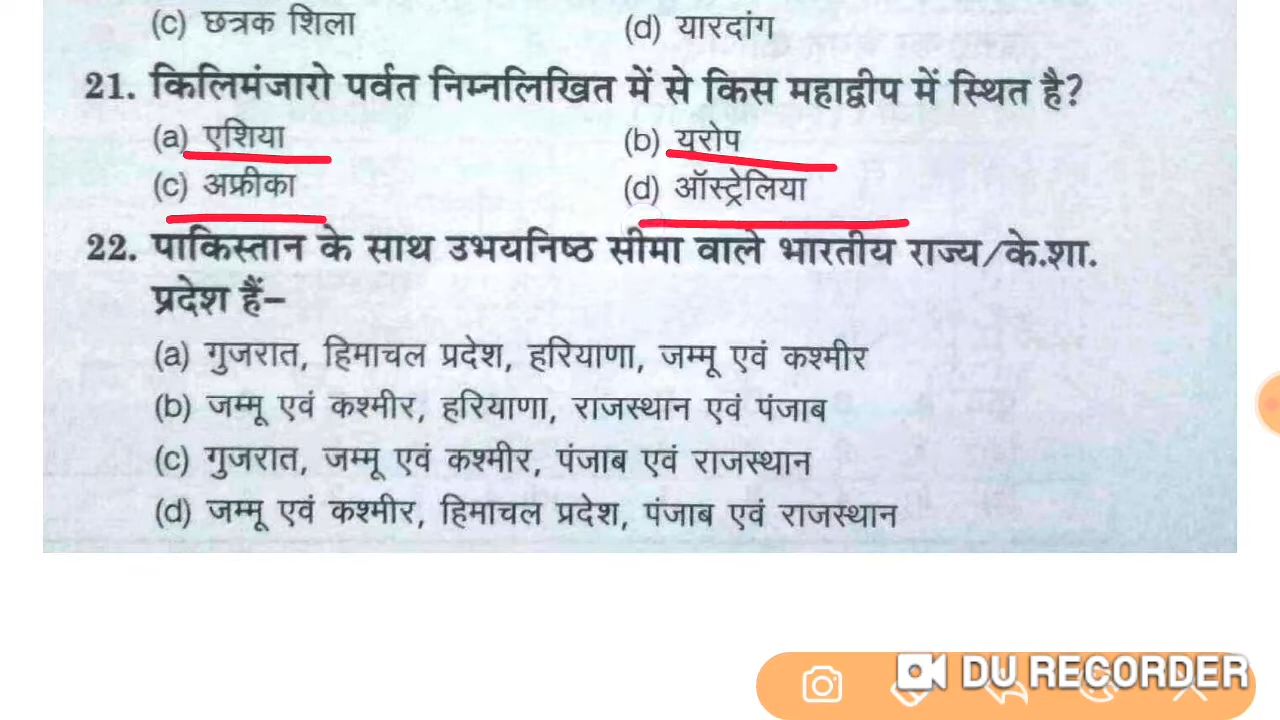 (c) छत्रक शिला (d) यारदांग
21. किलिमंजारो पर्वत निम्नलिखित में से किस महाद्वीप में स्थित है?
(a) एशिया (b) यूरोप
(c) अफ्रीका (d) ऑस्ट्रेलिया
22. पाकिस्तान के साथ उभयनिष्ठ सीमा वाले भारतीय राज्य/के.शा.
प्रदेश हैं–
(a) गुजरात, हिमाचल प्रदेश, हरियाणा, जम्मू एवं कश्मीर
(b) जम्मू एवं कश्मीर, हरियाणा, राजस्थान एवं पंजाब
(c) गुजरात, जम्मू एवं कश्मीर, पंजाब एवं राजस्थान
(d) जम्मू एवं कश्मीर, हिमाचल प्रदेश, पंजाब एवं राजस्थान
DU RECORDER